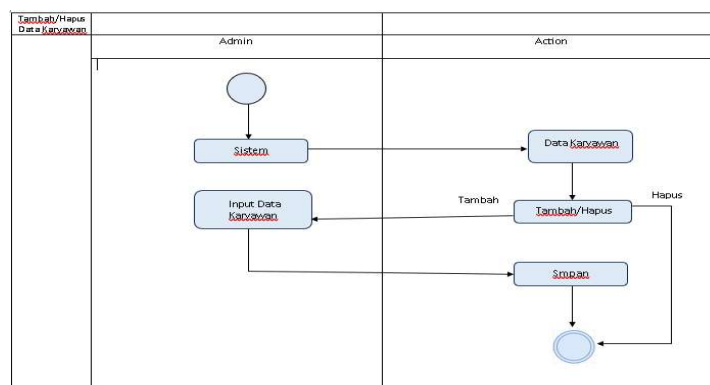 Tambah/Hapus
Data Karyawan
Admin
Action
Sistem
Data Karyawan
Input Data
Karyawan
Tambah
Tambah/Hapus
Hapus
Smpan